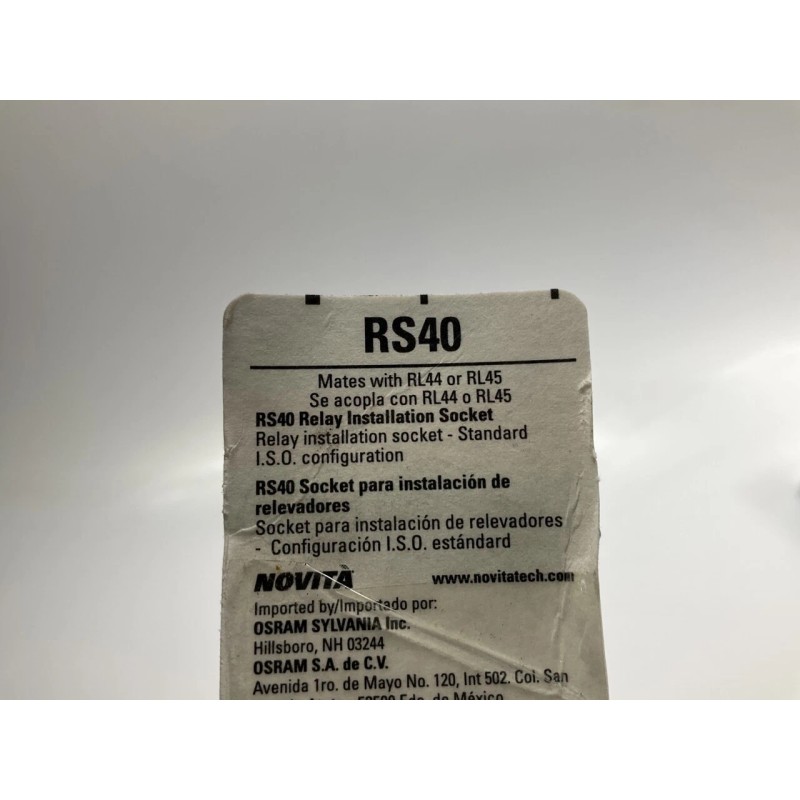 RS40
Mates with RL44 or RL45
Se acopla con RL44 o RL45
RS40 Relay Installation Socket
Relay installation socket - Standard
I.S.O. configuration
RS40 Socket para instalación de
relevadores
Socket para instalación de relevadores
- Configuración I.S.O. estándard
NOVITÀ
www.novitatech.com
Imported by/Importado por:
OSRAM SYLVANIA Inc.
Hillsboro, NH 03244
OSRAM S.A. de C.V.
Avenida 1ro. de Mayo No. 120, Int 502. Col. San
de México